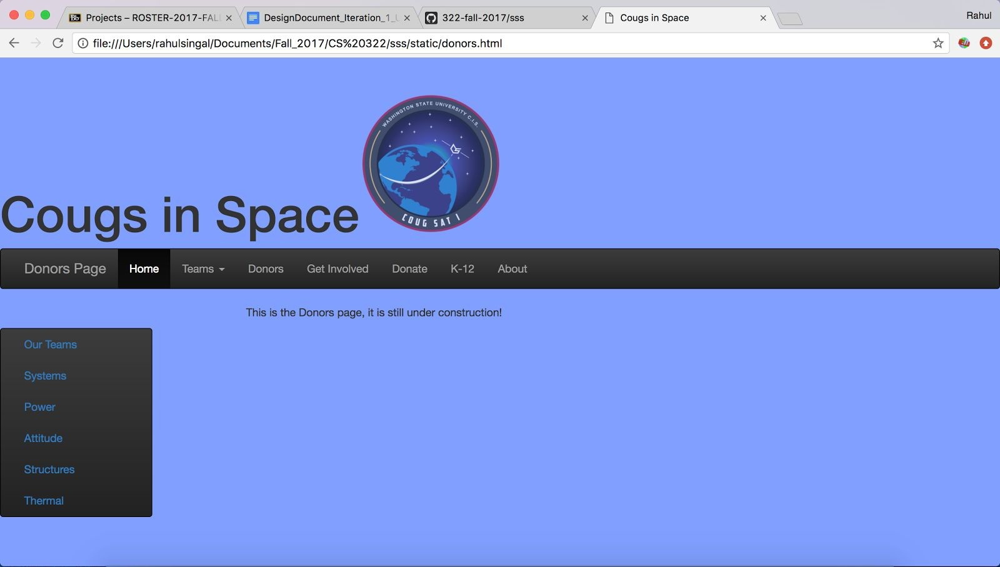 Projects – ROSTER-2017-FALL
DesignDocument_Iteration_1_
322-fall-2017/sss
Cougs in Space
Rahul
file:///Users/rahulsingal/Documents/Fall_2017/CS%20322/sss/static/donors.html
WASHINGTON STATE UNIVERSITY C.I.S.
COUG SAT 1
Cougs in Space
Donors Page Home Teams Donors Get Involved Donate K-12 About
This is the Donors page, it is still under construction!
Our Teams
Systems
Power
Attitude
Structures
Thermal